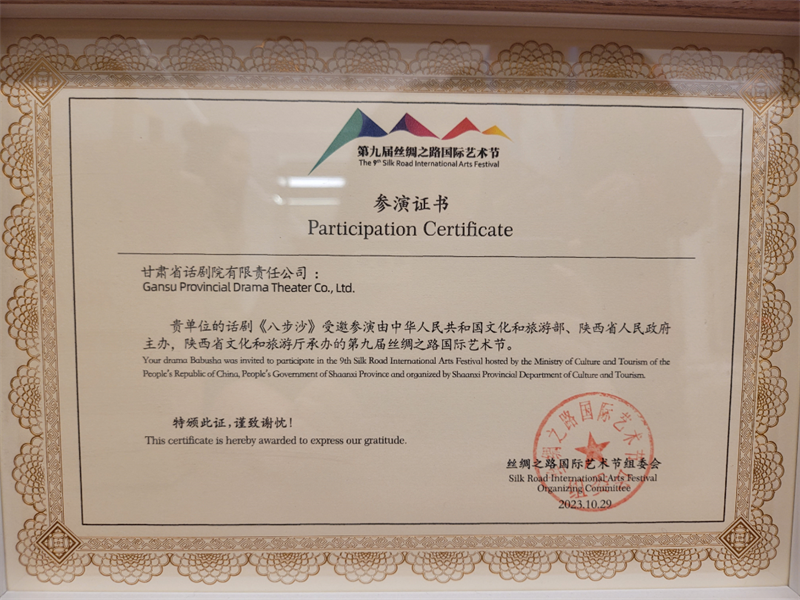 第九届丝绸之路国际艺术节
The 9th Silk Road International Arts Festival
参演证书
Participation Certificate
甘肃省话剧院有限责任公司：
Gansu Provincial Drama Theater Co., Ltd.
贵单位的话剧《八步沙》受邀参演由中华人民共和国文化和旅游部、陕西省人民政府
主办，陕西省文化和旅游厅承办的第九届丝绸之路国际艺术节。
Your drama Babusha was invited to participate in the 9th Silk Road International Arts Festival hosted by the Ministry of Culture and Tourism of the
People's Republic of China, People's Government of Shaanxi Province and organized by Shaanxi Provincial Department of Culture and Tourism.
特颁此证，谨致谢忱！
This certificate is hereby awarded to express our gratitude.
丝绸之路国际艺术节
丝绸之路国际艺术节组委会
Silk Road International Arts Festival
Organizing Committee
2023.10.29